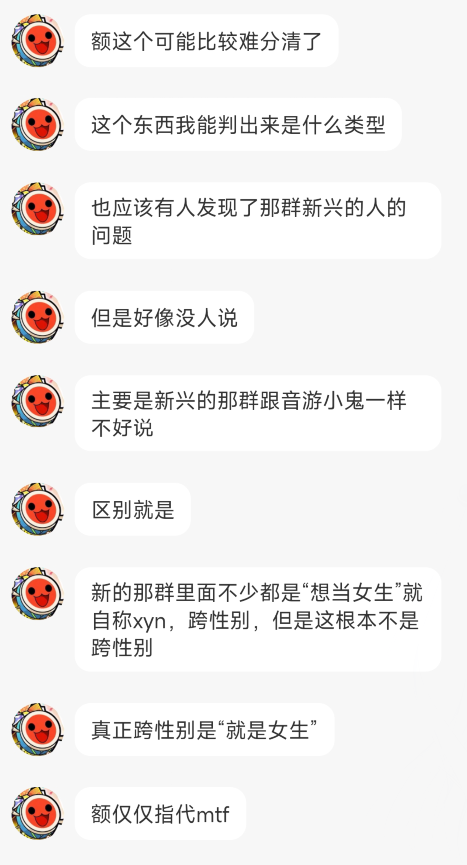 额这个可能比较难分清了
这个东西我能判出来是什么类型
也应该有人发现了那群新兴的人的
问题
但是好像没人说
主要是新兴的那群跟音游小鬼一样
不好说
区别就是
新的那群里面不少都是“想当女生”就
自称xyn，跨性别，但是这根本不是
跨性别
真正跨性别是“就是女生”
额仅仅指代mtf